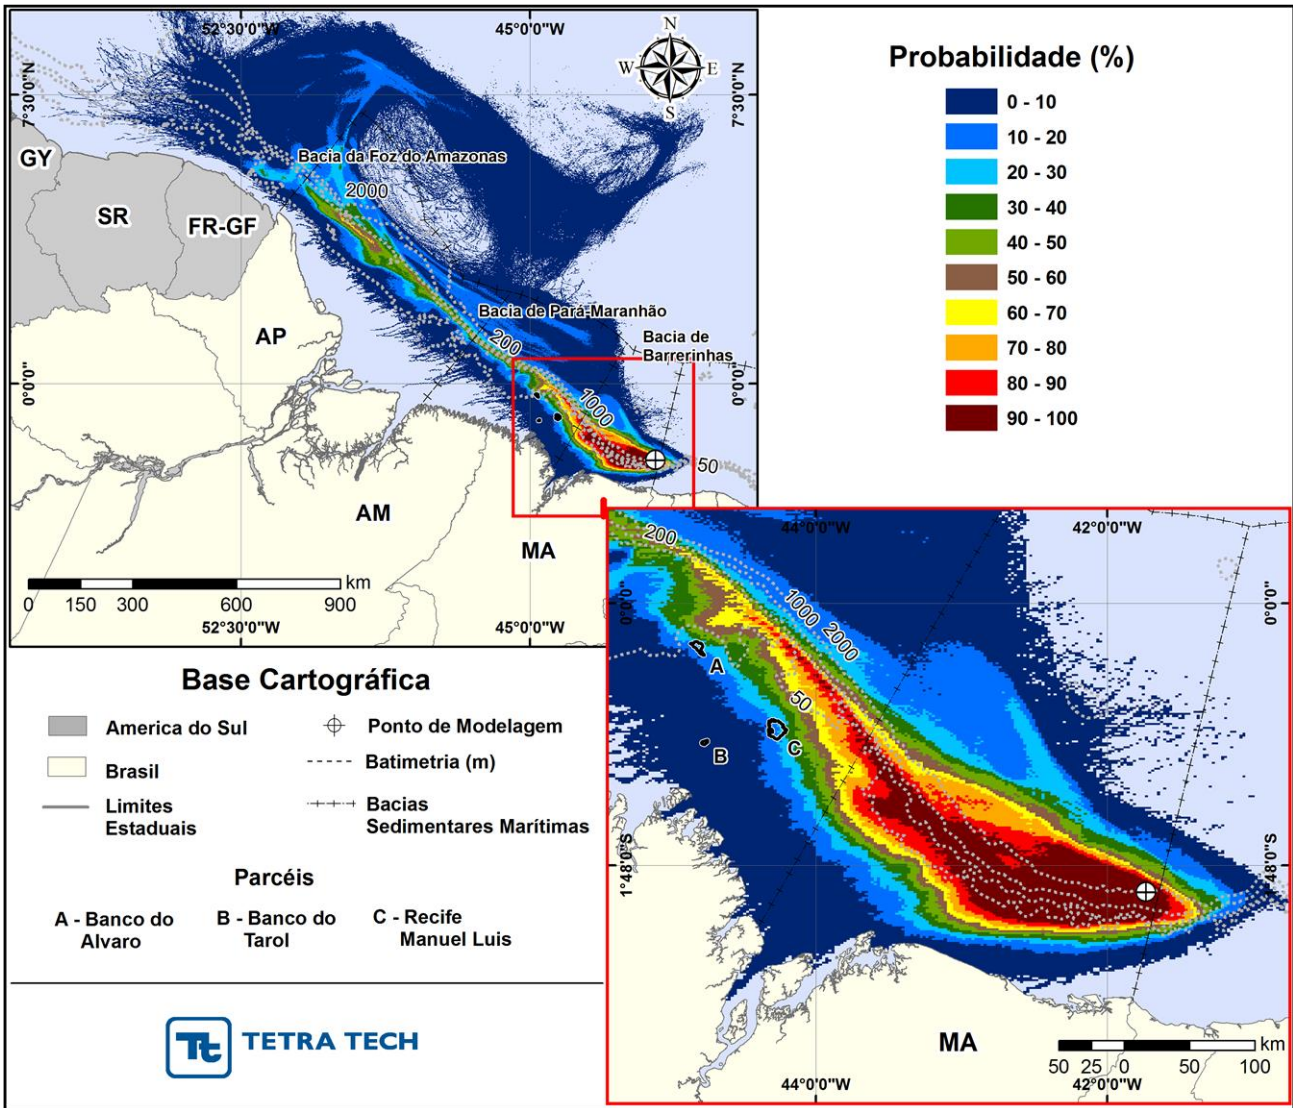 52°30'0"W
45°0'0"W
N
W
E
S
7°30'0"N
7°30'0"N
GY
SR
FR-GF
Bacia da Foz do Amazonas
2000
AP
Bacia de Pará-Maranhão
Bacia de
Barrerinhas
200
1000
50
0°0'0"
0°0'0"
AM
MA
km
0 150 300 600 900
52°30'0"W
45°0'0"W
Probabilidade (%)
0 - 10
10 - 20
20 - 30
30 - 40
40 - 50
50 - 60
60 - 70
70 - 80
80 - 90
90 - 100
44°0'0"W
42°0'0"W
200
1000
2000
50
0°0'0"
0°0'0"
A
B
C
1°48'0"S
1°48'0"S
MA
km
50 25 0 50 100
44°0'0"W
42°0'0"W
Base Cartográfica
America do Sul
Ponto de Modelagem
Brasil
Batimetria (m)
Limites
Estaduais
Bacias
Sedimentares Marítimas
Parcéis
A - Banco do
Alvaro
B - Banco do
Tarol
C - Recife
Manuel Luis
Tt
TETRA TECH